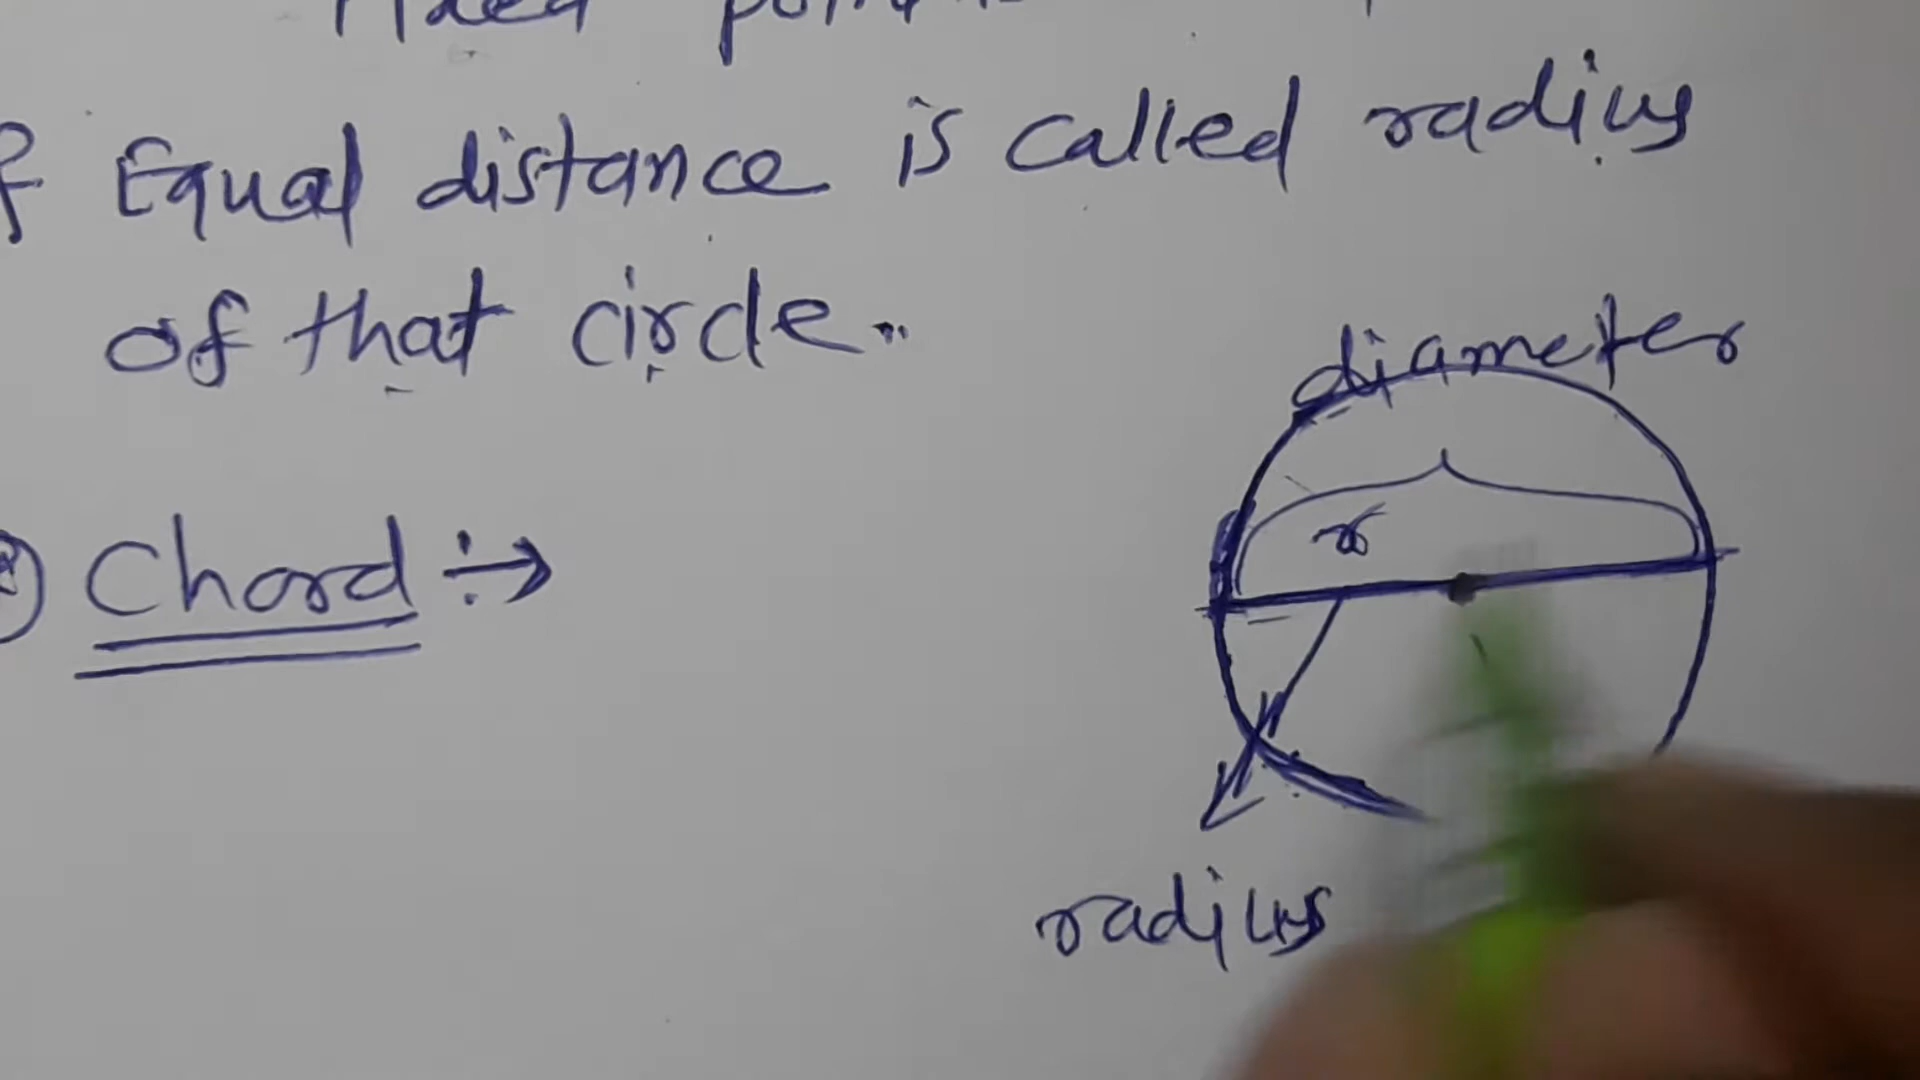 Equal distance is called radius
of that circle..
diameter
r
Chord ÷→
radius